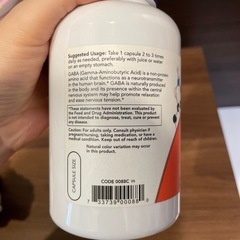 Suggested Usage: Take 1 capsule 2 to 3 times
daily as needed, preferably with juice or water
on an empty stomach.
GABA (Gamma-Aminobutyric Acid) is a non-protein
amino acid that functions as a neurotransmitter
in the human brain.* GABA is naturally produced
in the body and its presence within the central
nervous system may help promote relaxation
and ease nervous tension.*
*These statements have not been evaluated by
the Food and Drug Administration. This product
is not intended to diagnose, treat, cure or prevent
any disease.
Caution: For adults only. Consult physician if
pregnant/nursing, taking medication, or have a
medical condition. Keep out of reach of children.
Natural color variation may occur
in this product.
CAPSULE SIZE
CODE 0088C
7 33739 00088 8